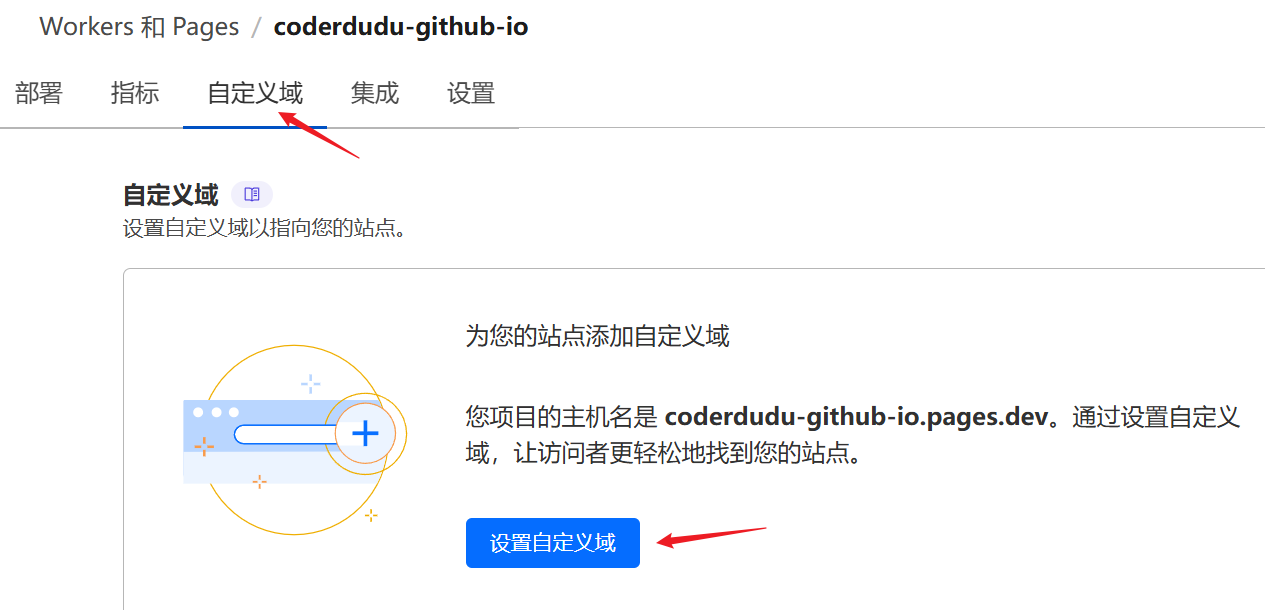 Workers 和 Pages / coderdudu-github-io
部署 指标 自定义域 集成 设置
自定义域
设置自定义域以指向您的站点。
为您的站点添加自定义域
您项目的主机名是 coderdudu-github-io.pages.dev。通过设置自定义
域，让访问者更轻松地找到您的站点。
设置自定义域